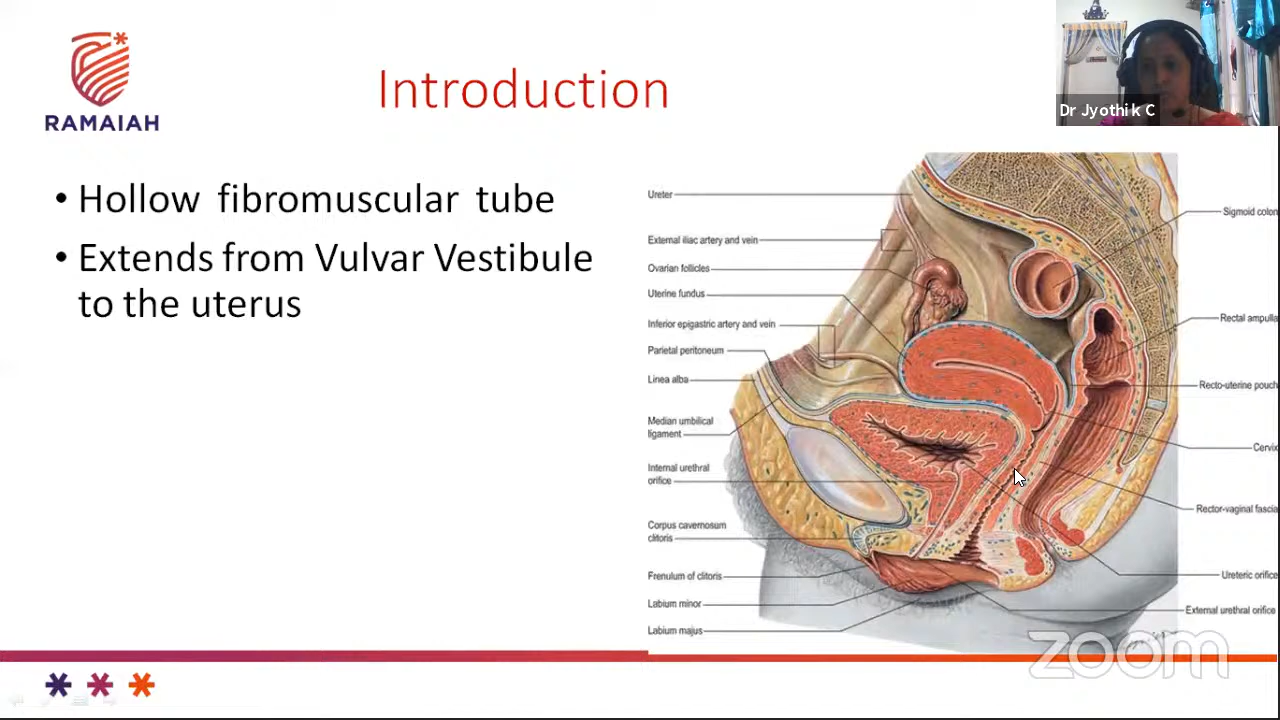 RAMAIAH
Introduction
Dr Jyothi k C
• Hollow fibromuscular tube
• Extends from Vulvar Vestibule
to the uterus
Ureter
External iliac artery and vein
Ovarian follicles
Uterine fundus
Inferior epigastric artery and vein
Parietal peritoneum
Linea alba
Median umbilical
ligament
Internal urethral
orifice
Corpus cavernosum
clitoris
Frenulum of clitoris
Labium minor
Labium majus
Sigmoid colon
Rectal ampulla
Recto-uterine pouch
Cervix
Rector-vaginal fascia
Ureteric orifice
External urethral orifice
zoom